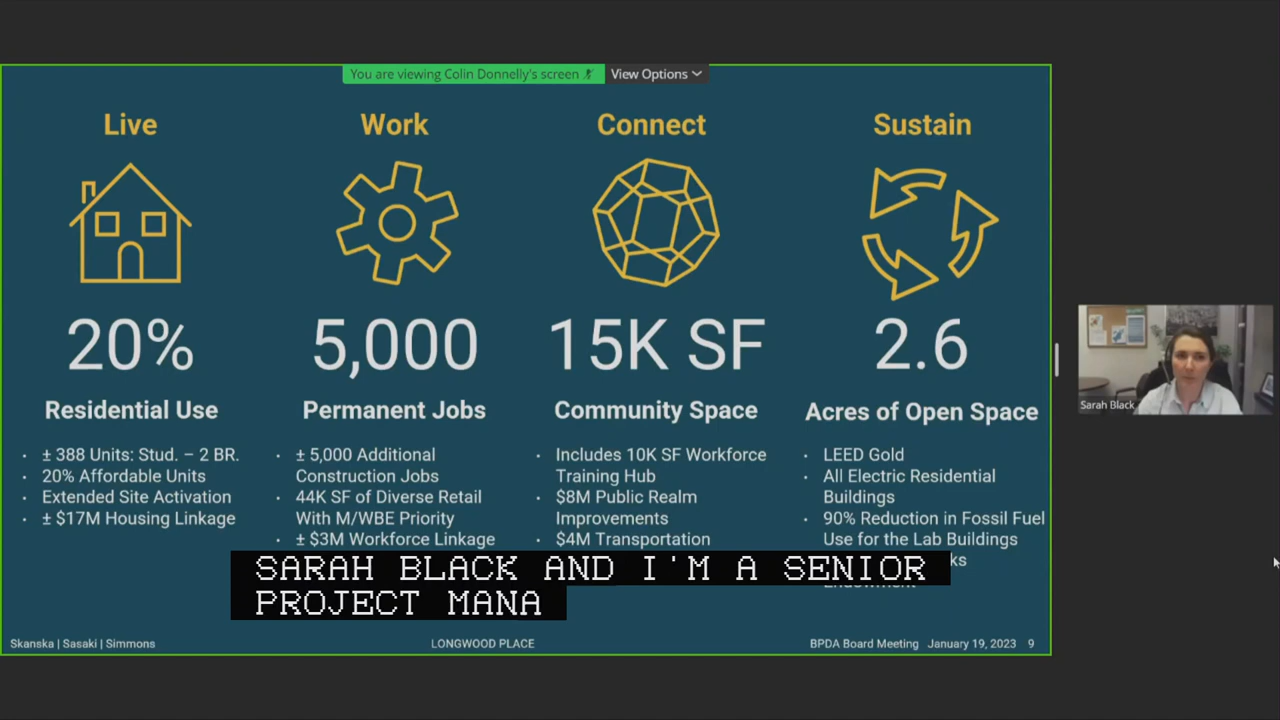 You are viewing Colin Donnelly's screen
View Options
Live
Work
Connect
Sustain
20%
5,000
15K SF
2.6
Residential Use
Permanent Jobs
Community Space
Acres of Open Space
· ± 388 Units: Stud. – 2 BR.
· 20% Affordable Units
· Extended Site Activation
· ± $17M Housing Linkage
· ± 5,000 Additional
Construction Jobs
· 44K SF of Diverse Retail
With M/WBE Priority
· ± $3M Workforce Linkage
· Includes 10K SF Workforce
Training Hub
· $8M Public Realm
Improvements
· $4M Transportation
· LEED Gold
· All Electric Residential
Buildings
· 90% Reduction in Fossil Fuel
Use for the Lab Buildings
SARAH BLACK AND I'M A SENIOR
PROJECT MANA
Sarah Black
Skanska | Sasaki | Simmons
LONGWOOD PLACE
BPDA Board Meeting January 19, 2023 9